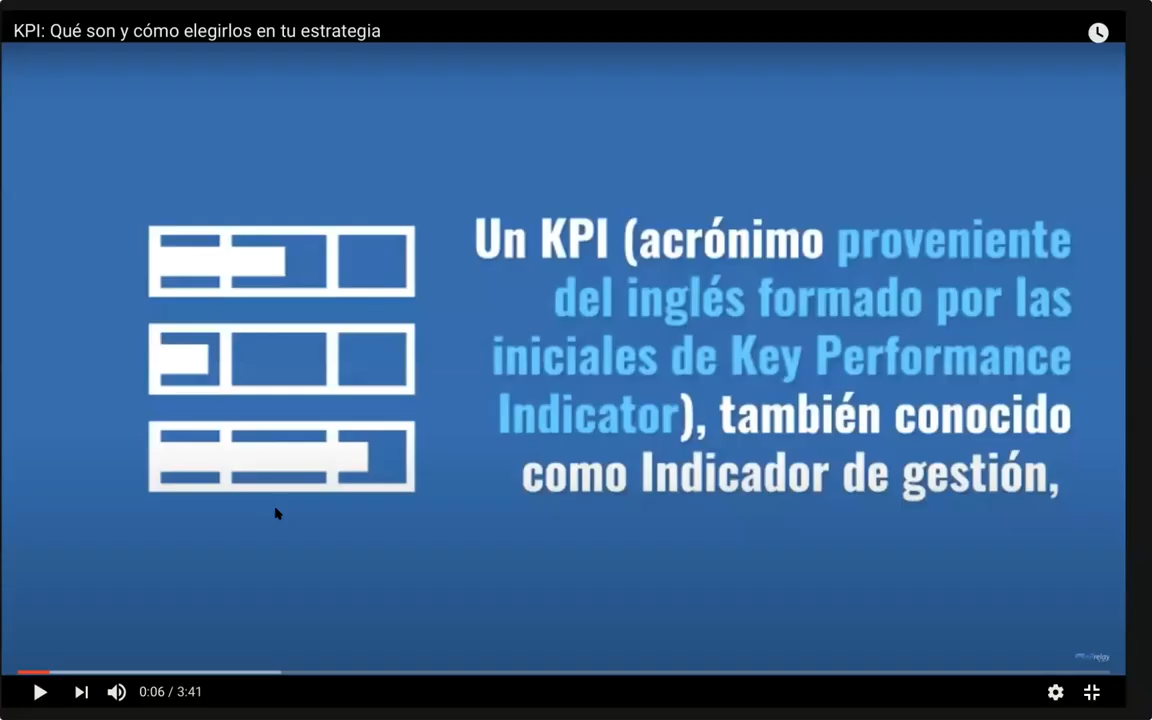 KPI: Qué son y cómo elegirlos en tu estrategia
Un KPI (acrónimo proveniente
del inglés formado por las
iniciales de Key Performance
Indicator), también conocido
como Indicador de gestión,
0:06 / 3:41